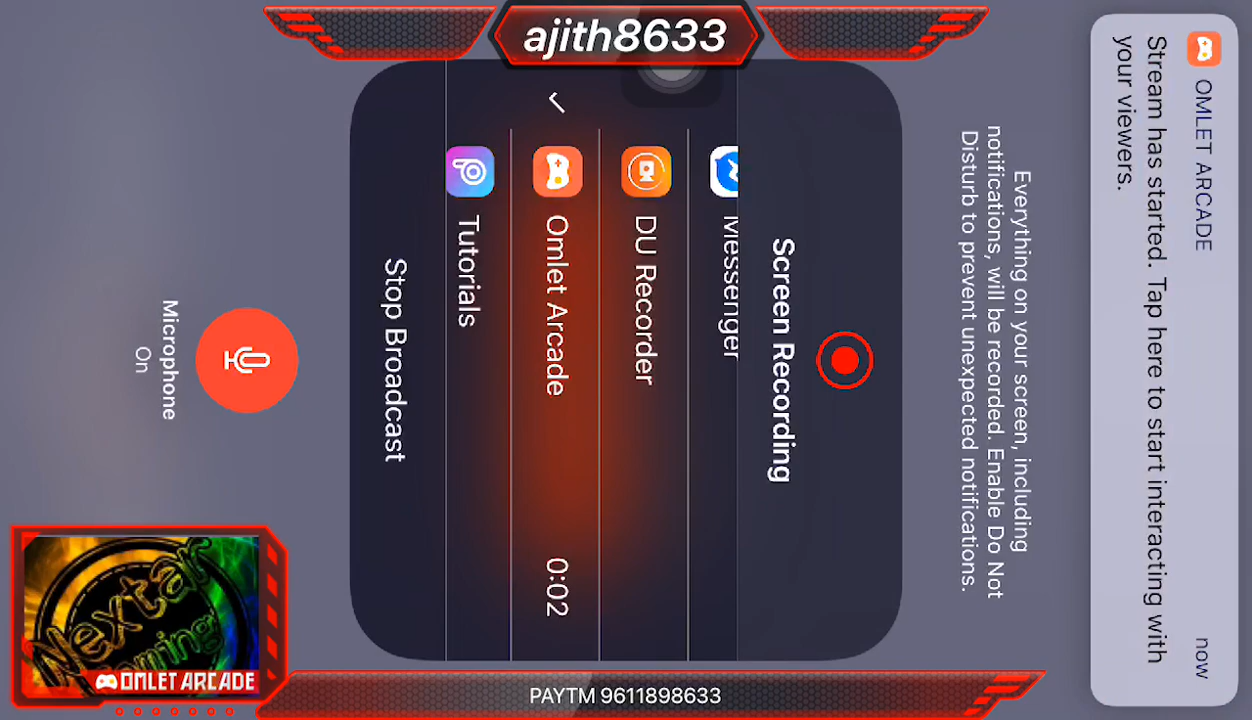 ajith8633
OMLET ARCADE
now
Stream has started. Tap here to start interacting with
your viewers.
Everything on your screen, including
notifications, will be recorded. Enable Do Not
Disturb to prevent unexpected notifications.
Screen Recording
Messenger
DU Recorder
Omlet Arcade
0:02
Tutorials
Stop Broadcast
Microphone
On
Nextar
Gaming
OMLET ARCADE
PAYTM 9611898633